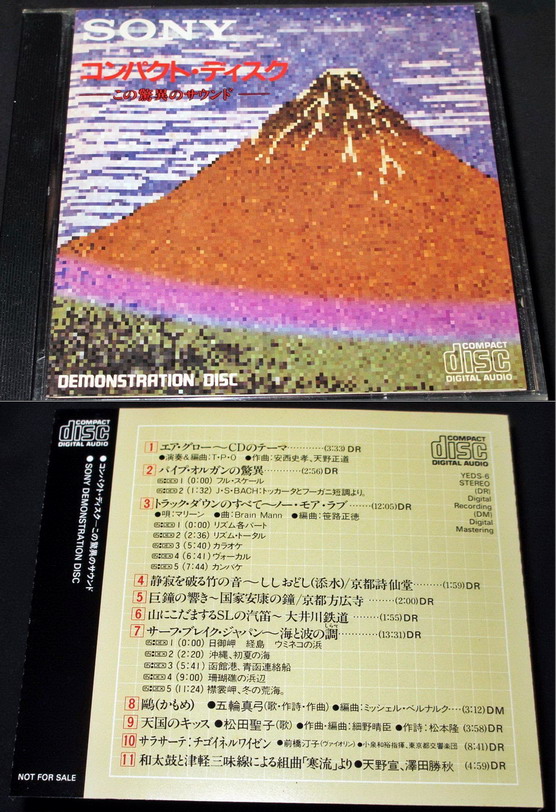 SONY
コンパクト・ディスク
―この驚異のサウンド―
COMPACT
disc
DIGITAL AUDIO
DEMONSTRATION DISC
COMPACT
disc
DIGITAL AUDIO
●コンパクト・ディスク―この驚異のサウンド
●SONY DEMONSTRATION DISC
NOT FOR SALE
COMPACT
disc
DIGITAL AUDIO
YEDS-6
STEREO
(DR)
Digital
Recording
(DM)
Digital
Mastering
1 エア・グロー〜CDのテーマ…………(3:33)DR
●演奏&編曲:T・P・O ●作曲:安西史孝、天野正道
2 パイプ・オルガンの驚異…………(2:56)DR
1 (0:00) フル・スケール
2 (1:32) J・S・BACH:トッカータとフーガニ短調より。
3 トラック・ダウンのすべて〜ノー・モア・ラブ………(12:05)DR
●唄:マリーン ●曲:Brain Mann ●編曲:笹路正徳
1 (0:00) リズム各パート
2 (2:36) リズム・トータル
3 (5:40) カラオケ
4 (6:41) ヴォーカル
5 (7:44) カンパケ
4 静寂を破る竹の音〜ししおどし(添水)/京都詩仙堂…………(1:59)DR
5 巨鐘の響き〜国家安康の鐘/京都方広寺…………(2:00)DR
6 山にこだまするSLの汽笛〜大井川鉄道…………(1:55)DR
7 サーフ・ブレイク・ジャパン〜海と波の調…………(13:31)DR
1 (0:00) 日御岬 経島 ウミネコの浜
2 (2:20) 沖縄、初夏の海
3 (5:41) 函館港、青函連絡船
4 (9:00) 珊瑚礁の浜辺
5 (11:24) 襟裳岬、冬の荒海。
8 鷗(かもめ) ●五輪真弓(歌・作詩・作曲) ●編曲:ミッシェル・ベルナルク…(3:12)DM
9 天国のキッス ●松田聖子(歌) ●作曲・編曲:細野晴臣 ●作詩:松本隆 (3:58)DR
10 サラサーテ:チゴイネルワイゼン ●前橋汀子(ヴァイオリン) ●小泉和裕指揮、東京都交響楽団 (8:41)DR
11 和太鼓と津軽三味線による組曲「寒流」より ●天野宣、澤田勝秋 (4:59)DR